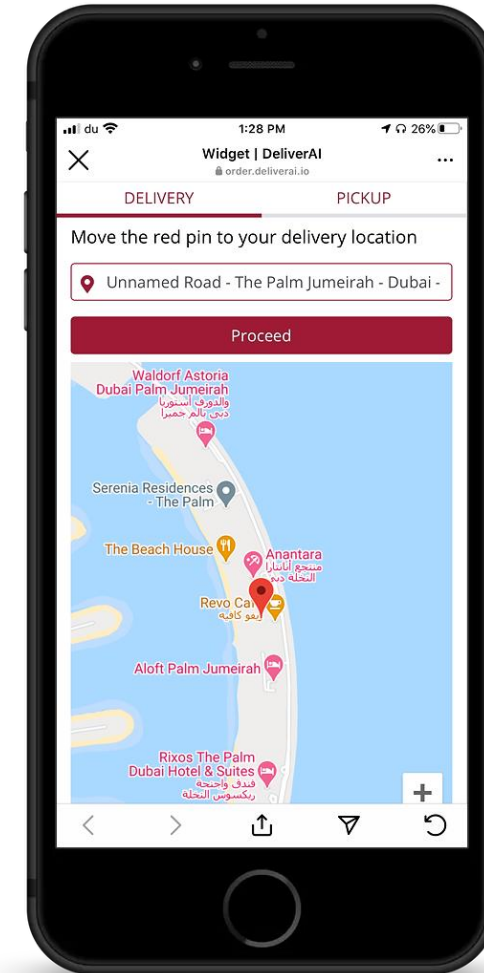 du
1:28 PM
26%
Widget | DeliverAI
order.deliverai.io
...
DELIVERY
PICKUP
Move the red pin to your delivery location
Unnamed Road - The Palm Jumeirah - Dubai -
Proceed
Waldorf Astoria
Dubai Palm Jumeirah
والدورف أستوريا
دبي بالم جميرا
Serenia Residences
- The Palm
The Beach House
Anantara
منتجع أنانتارا
النخلة دبي
Revo
ريفو كافيه
Aloft Palm Jumeirah
Rixos The Palm
Dubai Hotel & Suites
فندق وأجنحة
ريكسوس النخلة
+